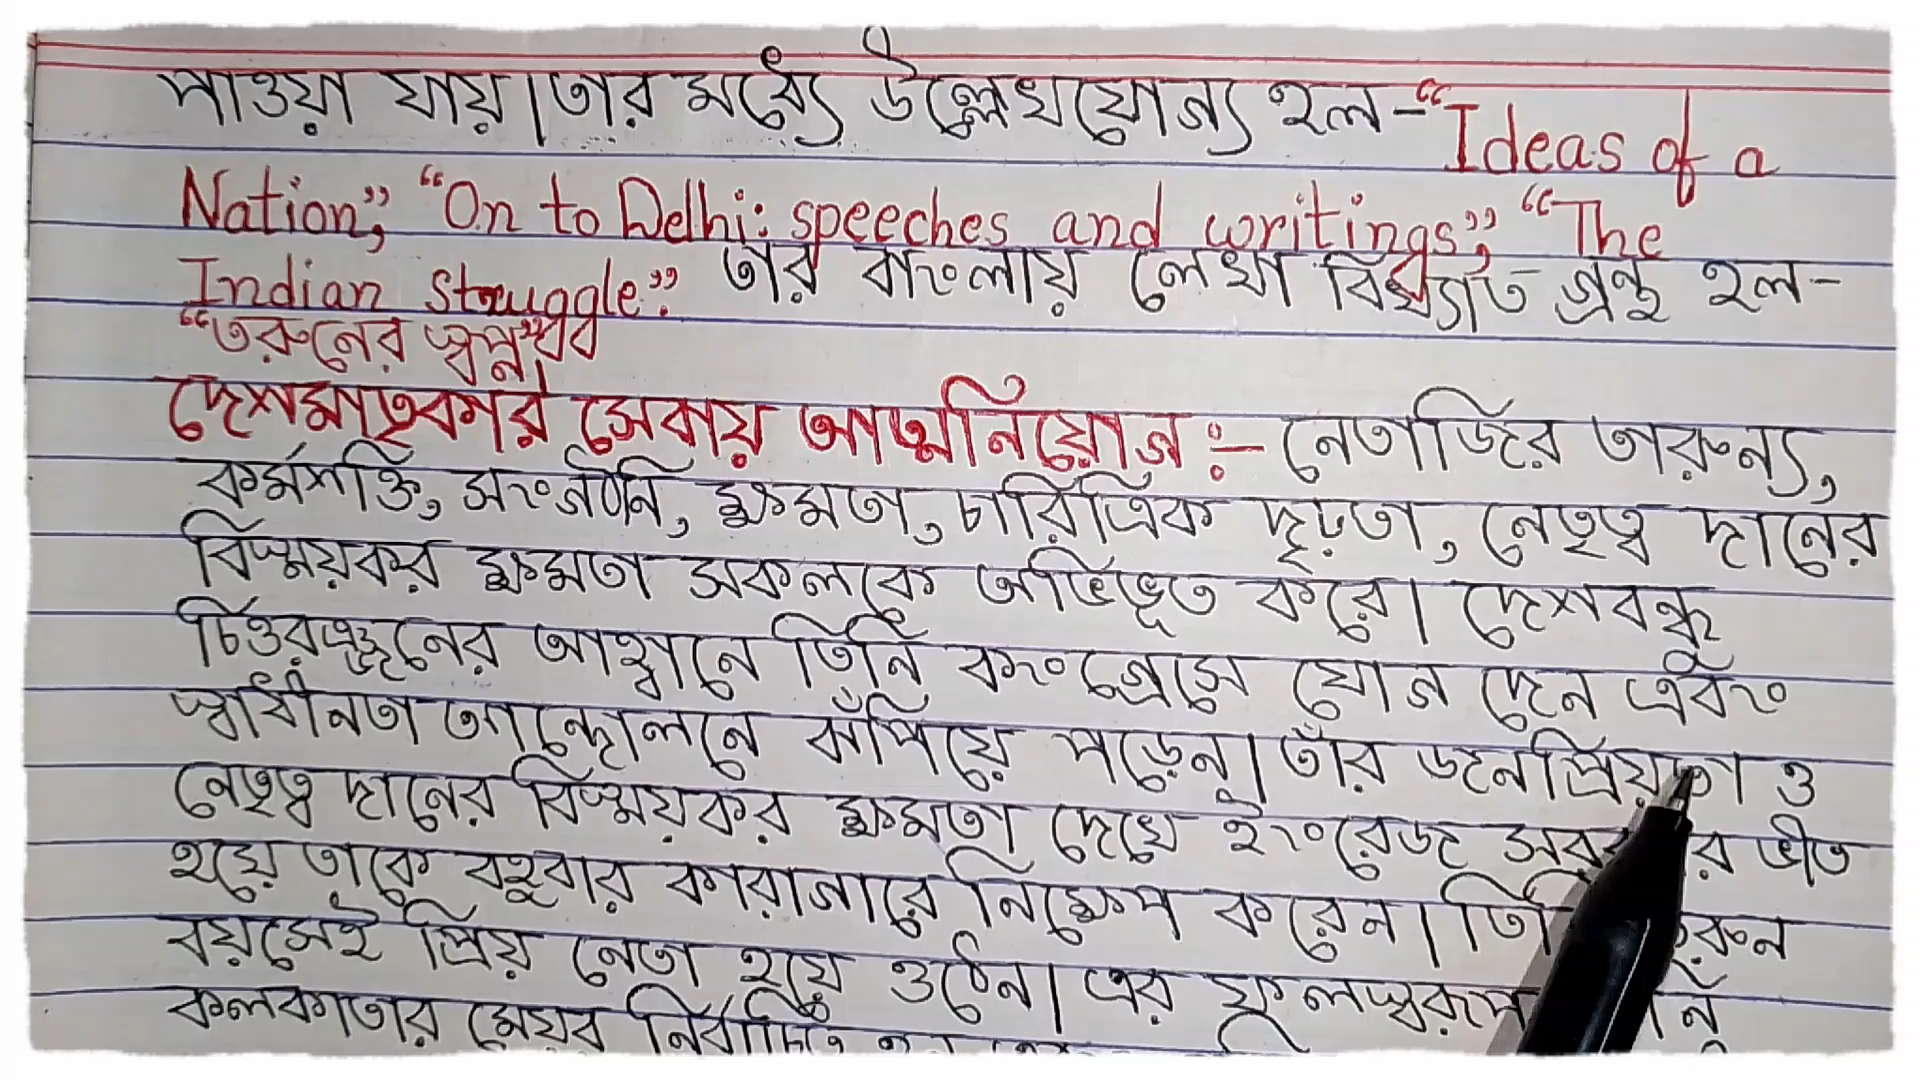 পাওয়া যায়। তার মধ্যে উল্লেখযোগ্য হল-"Ideas of a
Nation", "On to Delhi: speeches and writings", "The
Indian struggle". তার বাংলায় লেখা বিখ্যাত গ্রন্থ হল-
"তরুনের স্বপ্ন"।
দেশমাতৃকার সেবায় আত্মনিয়োগ :- নেতাজির তারুন্য,
কর্মশক্তি, সংগঠনি, ক্ষমতা, চারিত্রিক দৃঢ়তা, নেতৃত্ব দানের
বিস্ময়কর ক্ষমতা সকলকে অভিভূত করে। দেশবন্ধু
চিত্তরঞ্জনের আহ্বানে তিনি কংগ্রেসে যোগ দেন এবং
স্বাধীনতা আন্দোলনে ঝাঁপিয়ে পড়েন। তাঁর জনপ্রিয়তা ও
নেতৃত্ব দানের বিস্ময়কর ক্ষমতা দেখে ইংরেজ ভীত
হয়ে তাকে বহুবার কারাগারে নিক্ষেপ করেন।
বয়সেই প্রিয় নেতা হয়ে ওঠেন। এর ফলস্বরূপ
কলকাতার মেয়র নির্বাচিত